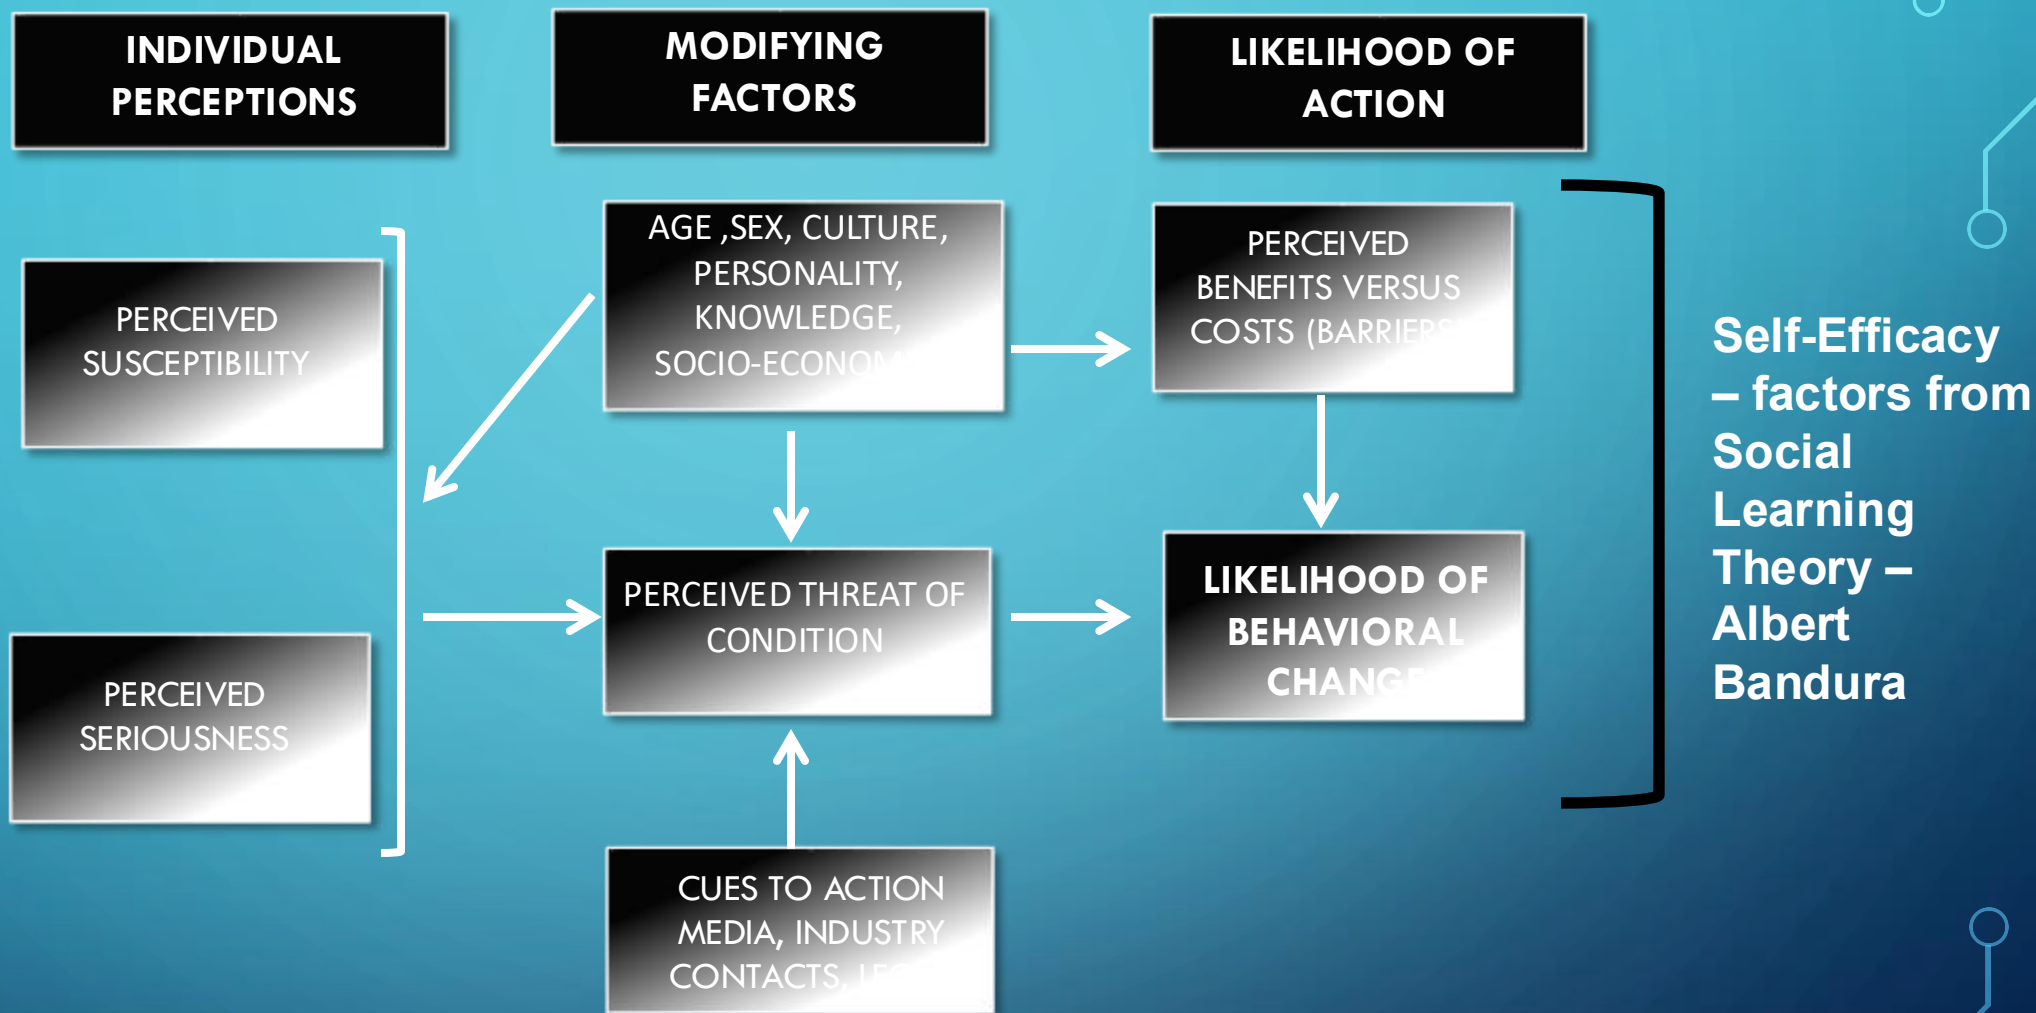 INDIVIDUAL
PERCEPTIONS
MODIFYING
FACTORS
LIKELIHOOD OF
ACTION
PERCEIVED
SUSCEPTIBILITY
PERCEIVED
SERIOUSNESS
AGE ,SEX, CULTURE,
PERSONALITY,
KNOWLEDGE,
PERCEIVED THREAT OF
CONDITION
CUES TO ACTION
MEDIA, INDUSTRY
CONTACTS,
PERCEIVED
BENEFITS VERSUS
COSTS (BARRIERS
LIKELIHOOD OF
BEHAVIORAL
CHANGE
Self-Efficacy
– factors from
Social
Learning
Theory –
Albert
Bandura